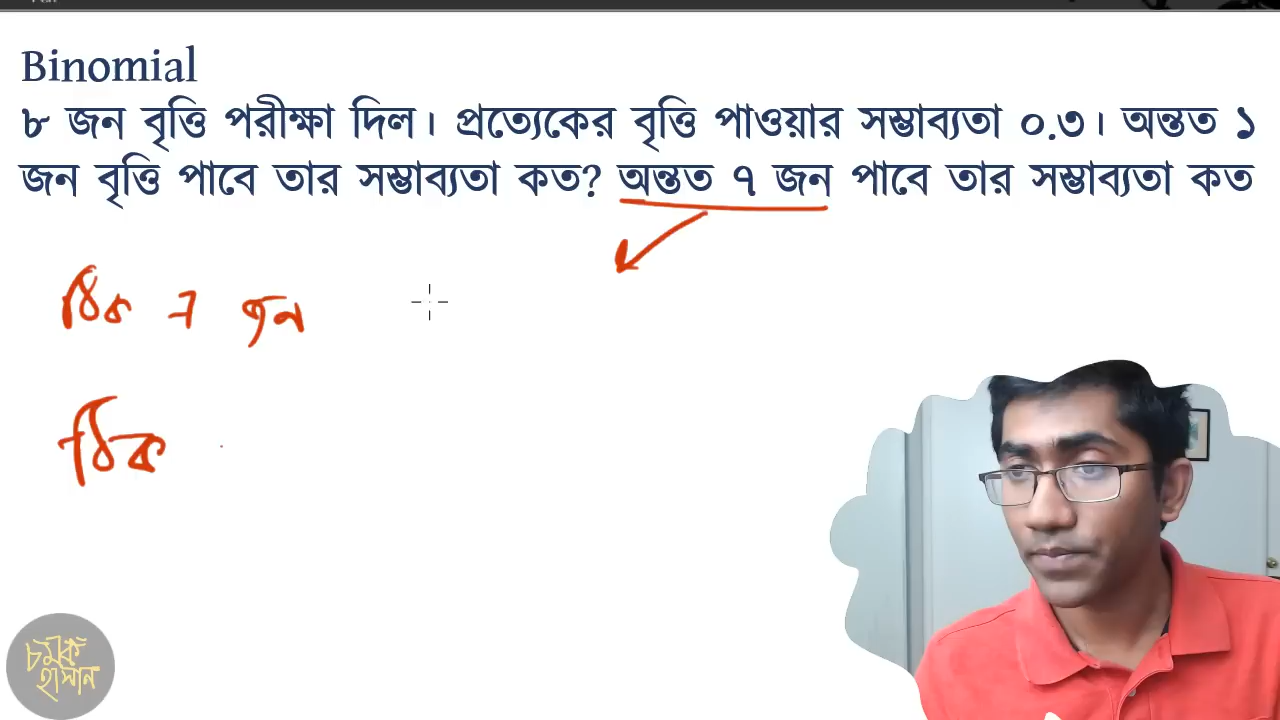 Binomial
৮ জন বৃত্তি পরীক্ষা দিল। প্রত্যেকের বৃত্তি পাওয়ার সম্ভাব্যতা ০.৩। অন্তত ১
জন বৃত্তি পাবে তার সম্ভাব্যতা কত? অন্তত ৭ জন পাবে তার সম্ভাব্যতা কত
ঠিক ৭ জন
ঠিক
চমক
হাসান